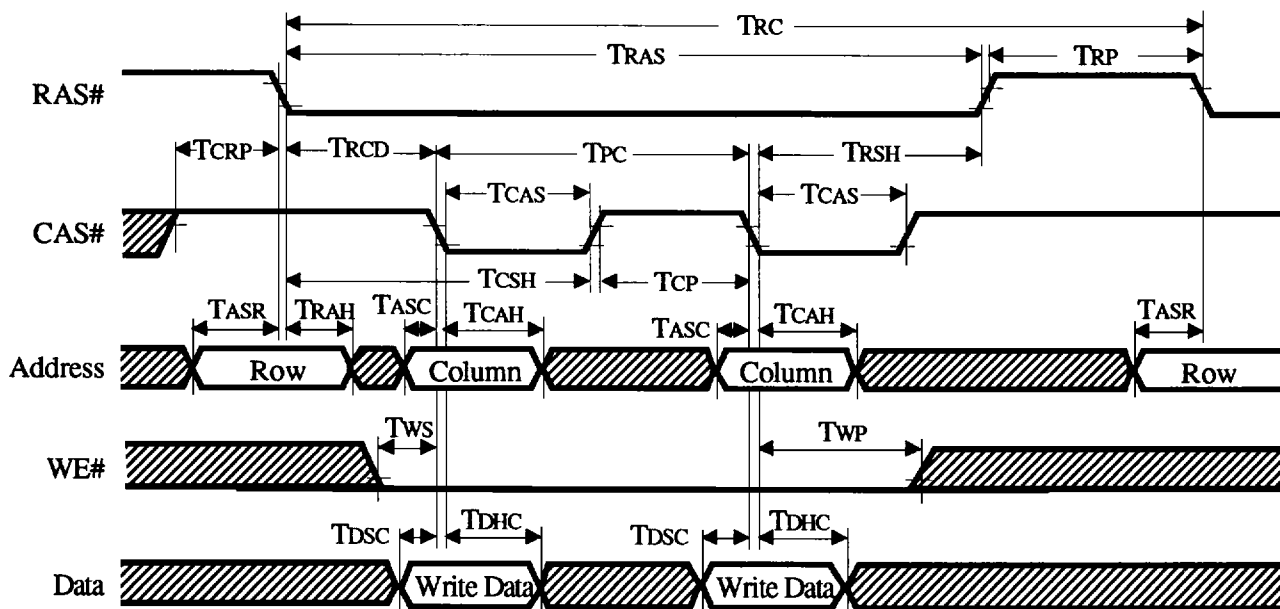 TRC
TRAS TRP
RAS#
TCRP TRCD TPC TRSH
TCAS TCAS
CAS#
TCSH TCP
TASR TRAH TASC TCAH TASC TCAH TASR
Address Row Column Column Row
TWS TWP
WE#
TDSC TDHC TDSC TDHC
Data Write Data Write Data